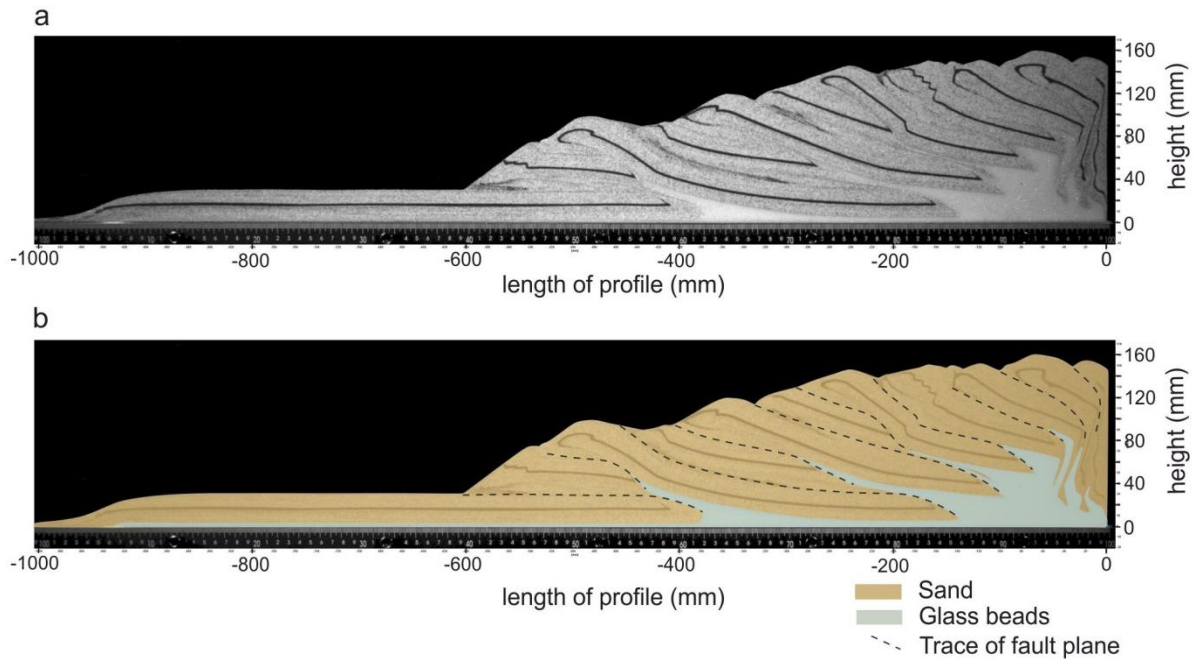 a
160
120
80
40
0
height (mm)
-1000
-800
-600
-400
-200
0
length of profile (mm)
b
160
120
80
40
0
height (mm)
-1000
-800
-600
-400
-200
0
length of profile (mm)
Sand
Glass beads
Trace of fault plane